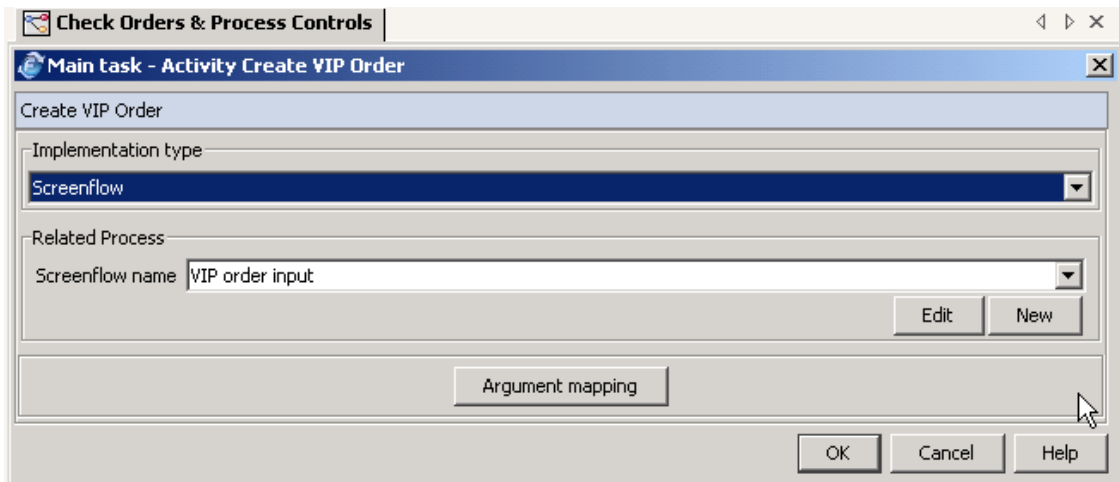 Check Orders & Process Controls
Main task - Activity Create VIP Order
Create VIP Order
Implementation type
Screenflow
Related Process
Screenflow name VIP order input
Edit New
Argument mapping
OK Cancel Help